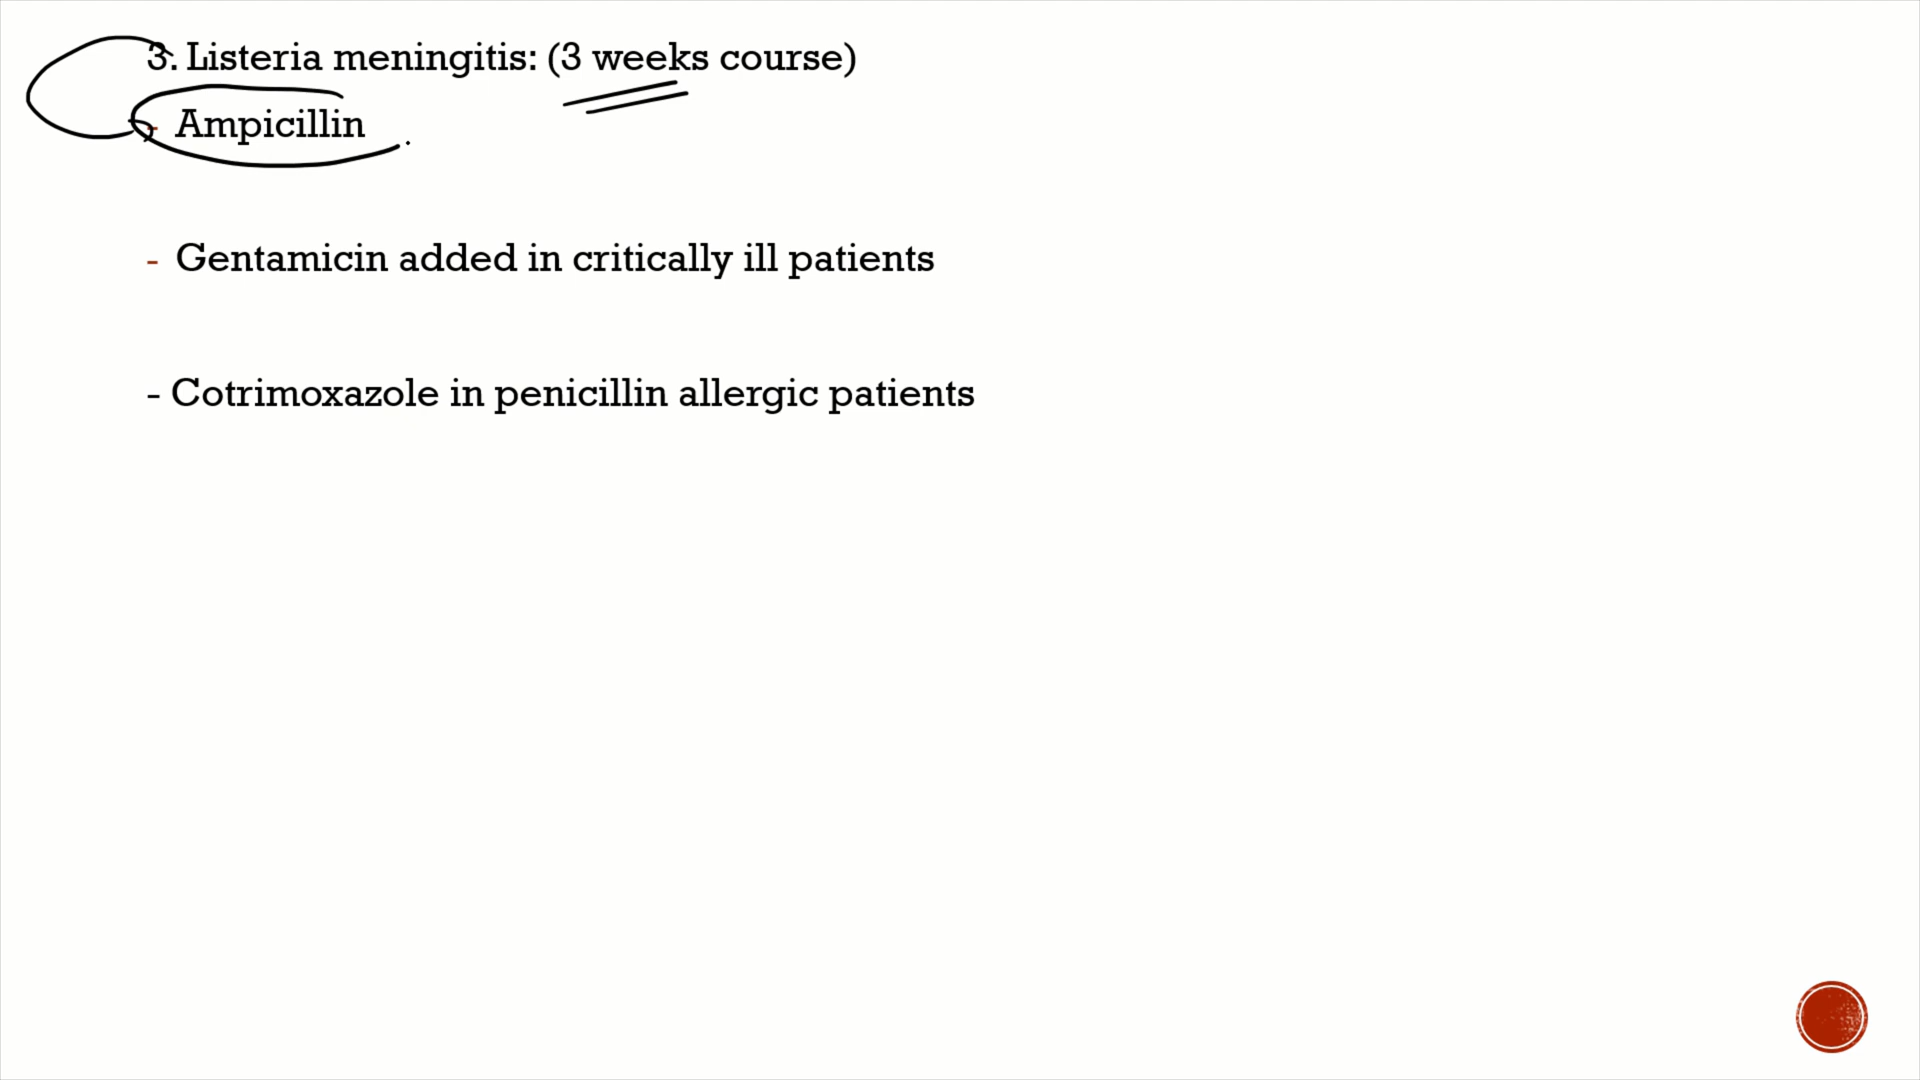 3. Listeria meningitis: (3 weeks course)
- Ampicillin
- Gentamicin added in critically ill patients
- Cotrimoxazole in penicillin allergic patients